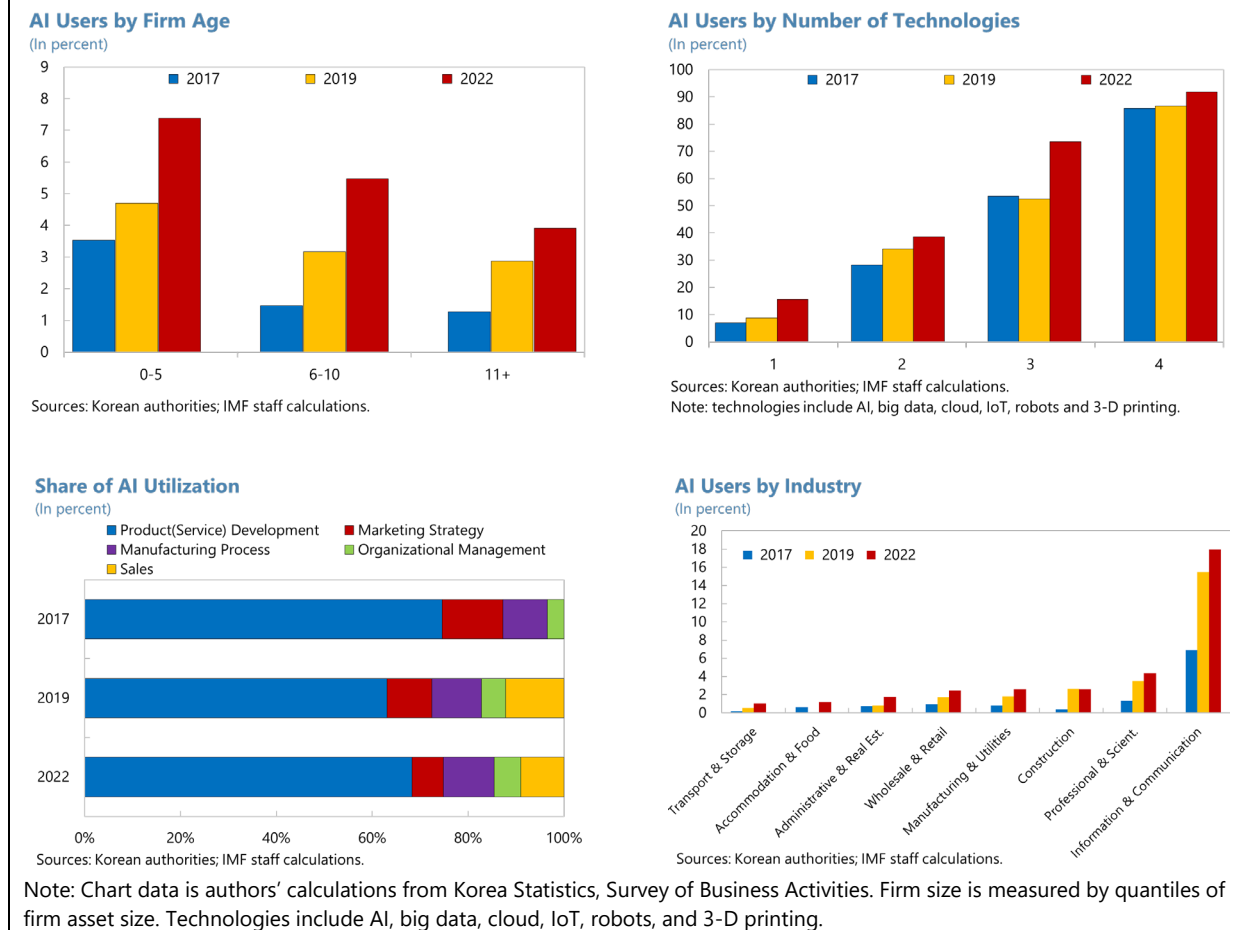 AI Users by Firm Age
(In percent)
2017 2019 2022
9
8
7
6
5
4
3
2
1
0
0-5 6-10 11+
Sources: Korean authorities; IMF staff calculations.
AI Users by Number of Technologies
(In percent)
2017 2019 2022
100
90
80
70
60
50
40
30
20
10
0
1 2 3 4
Sources: Korean authorities; IMF staff calculations.
Note: technologies include AI, big data, cloud, IoT, robots and 3-D printing.
Share of AI Utilization
(In percent)
Product(Service) Development Marketing Strategy
Manufacturing Process Organizational Management
Sales
2017
2019
2022
0% 20% 40% 60% 80% 100%
Sources: Korean authorities; IMF staff calculations.
AI Users by Industry
(In percent)
2017 2019 2022
20
18
16
14
12
10
8
6
4
2
0
Transport & Storage
Accommodation & Food
Administrative & Real Est.
Wholesale & Retail
Manufacturing & Utilities
Construction
Professional & Scient.
Information & Communication
Sources: Korean authorities; IMF staff calculations.
Note: Chart data is authors' calculations from Korea Statistics, Survey of Business Activities. Firm size is measured by quantiles of
firm asset size. Technologies include AI, big data, cloud, IoT, robots, and 3-D printing.